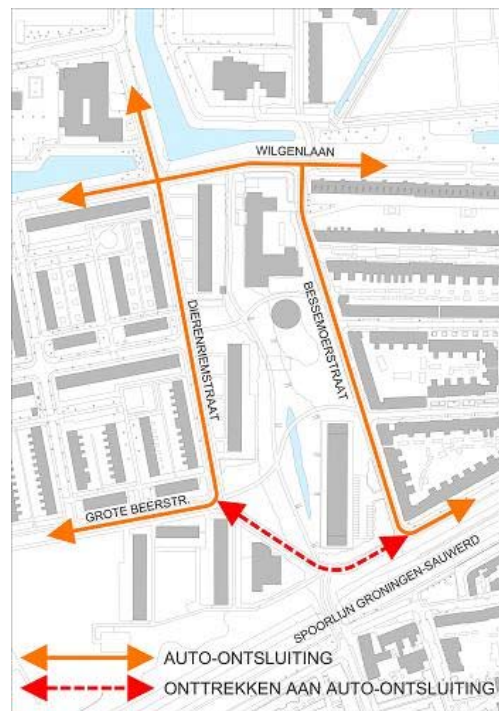 WILGENLAAN
DIERENRIEMSTRAAT
BESSEMOERSTRAAT
GROTE BEERSTR.
SPOORLIJN GRONINGEN-SAUWERD
AUTO-ONTSLUITING
ONTTREKKEN AAN AUTO-ONTSLUITING